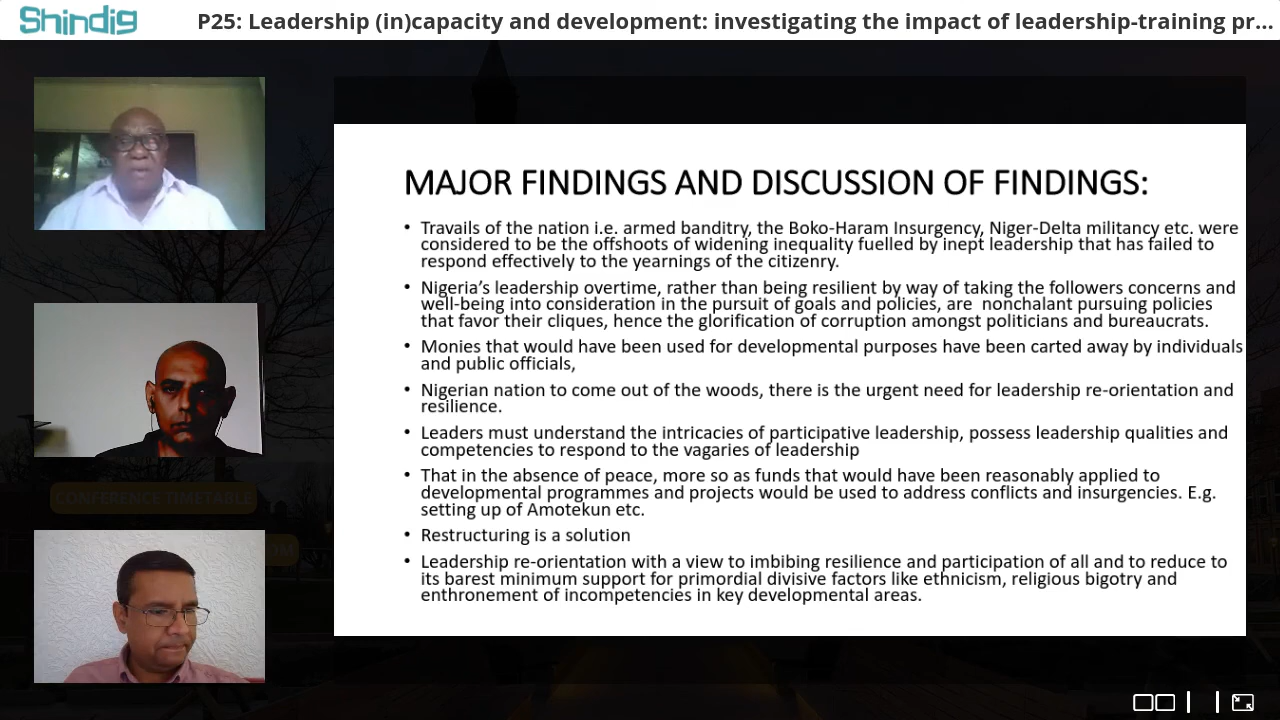 Shindig
P25: Leadership (in)capacity and development: investigating the impact of leadership-training pr...
MAJOR FINDINGS AND DISCUSSION OF FINDINGS:
• Travails of the nation i.e. armed banditry, the Boko-Haram Insurgency, Niger-Delta militancy etc. were
considered to be the offshoots of widening inequality fuelled by inept leadership that has failed to
respond effectively to the yearnings of the citizenry.
• Nigeria’s leadership overtime, rather than being resilient by way of taking the followers concerns and
well-being into consideration in the pursuit of goals and policies, are  nonchalant pursuing policies
that favor their cliques, hence the glorification of corruption amongst politicians and bureaucrats.
• Monies that would have been used for developmental purposes have been carted away by individuals
and public officials,
• Nigerian nation to come out of the woods, there is the urgent need for leadership re-orientation and
resilience.
• Leaders must understand the intricacies of participative leadership, possess leadership qualities and
competencies to respond to the vagaries of leadership
• That in the absence of peace, more so as funds that would have been reasonably applied to
developmental programmes and projects would be used to address conflicts and insurgencies. E.g.
setting up of Amotekun etc.
• Restructuring is a solution
• Leadership re-orientation with a view to imbibing resilience and participation of all and to reduce to
its barest minimum support for primordial divisive factors like ethnicism, religious bigotry and
enthronement of incompetencies in key developmental areas.
CONFERENCE TIMETABLE